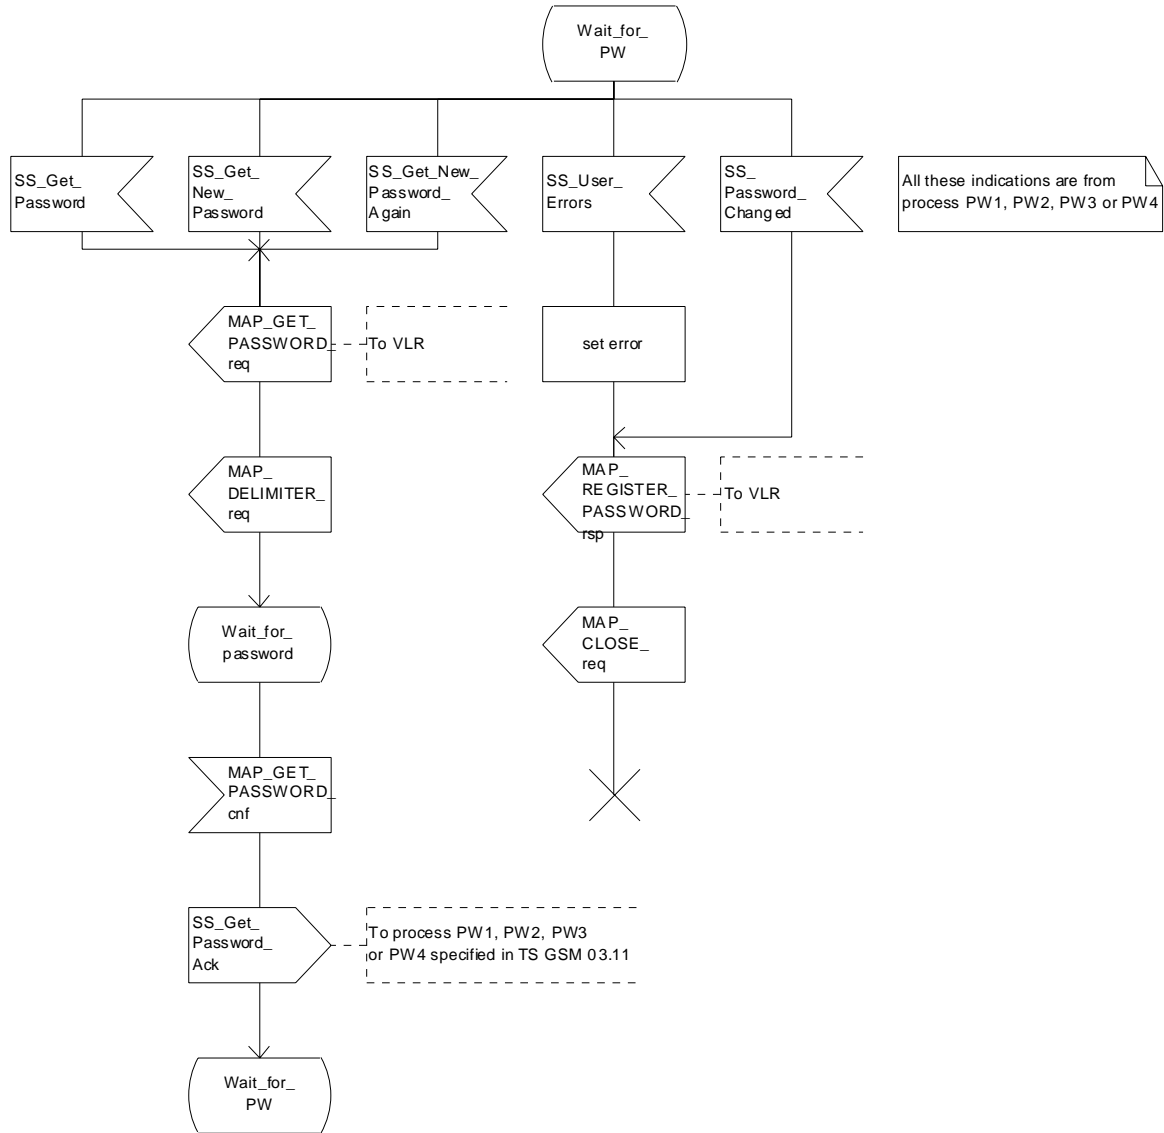 Wait_for_
PW
SS_Get_
Password
SS_Get_
New_
Password
SS_Get_New_
Password_
Again
SS_User_
Errors
SS_
Password_
Changed
All these indications are from
process PW1, PW2, PW3 or PW4
MAP_GET_
PASSWORD_
req
To VLR
set error
MAP_
DELIMITER_
req
MAP_
REGISTER_
PASSWORD_
rsp
To VLR
Wait_for_
password
MAP_
CLOSE_
req
MAP_GET_
PASSWORD_
cnf
SS_Get_
Password_
Ack
To process PW1, PW2, PW3
or PW4 specified in TS GSM 03.11
Wait_for_
PW